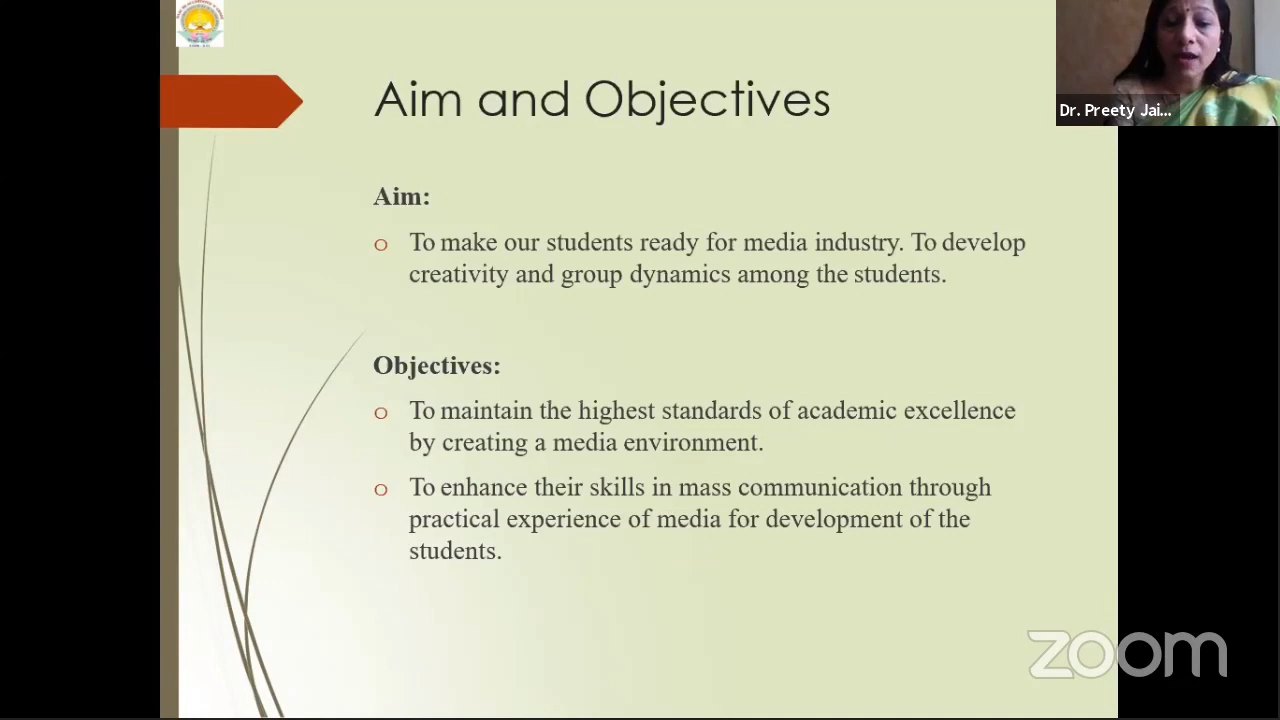 Aim and Objectives
Dr. Preety Jai...
Aim:
o To make our students ready for media industry. To develop
creativity and group dynamics among the students.
Objectives:
o To maintain the highest standards of academic excellence
by creating a media environment.
o To enhance their skills in mass communication through
practical experience of media for development of the
students.
zoom